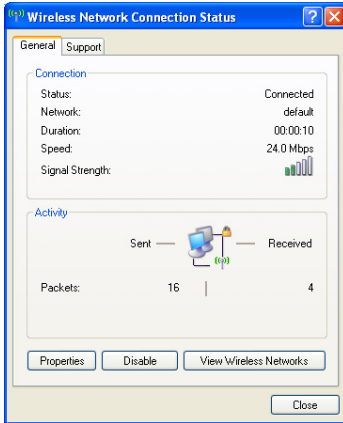 Wireless Network Connection Status
General
Support
Connection
Status: Connected
Network: default
Duration: 00:00:10
Speed: 24.0 Mbps
Signal Strength:
Activity
Sent — — Received
Packets: 16 | 4
Properties Disable View Wireless Networks
Close